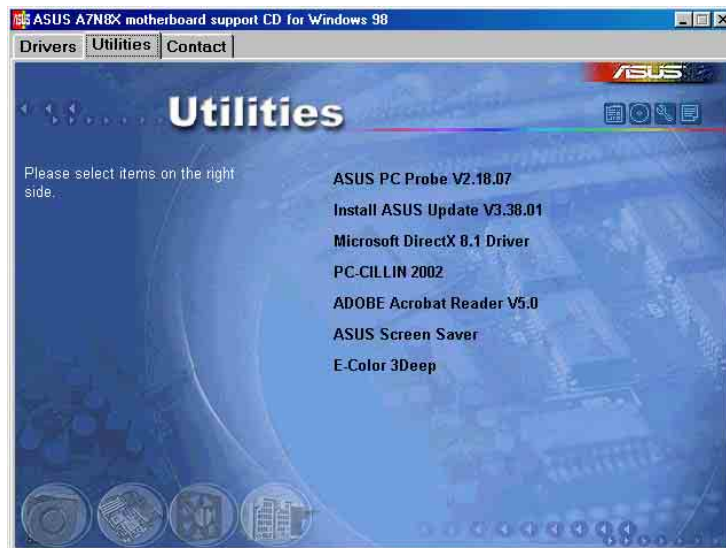 ASUS A7N8X motherboard support CD for Windows 98
Drivers Utilities Contact
ASUS
Utilities
Please select items on the right
side.
ASUS PC Probe V2.18.07
Install ASUS Update V3.38.01
Microsoft DirectX 8.1 Driver
PC-CILLIN 2002
ADOBE Acrobat Reader V5.0
ASUS Screen Saver
E-Color 3Deep